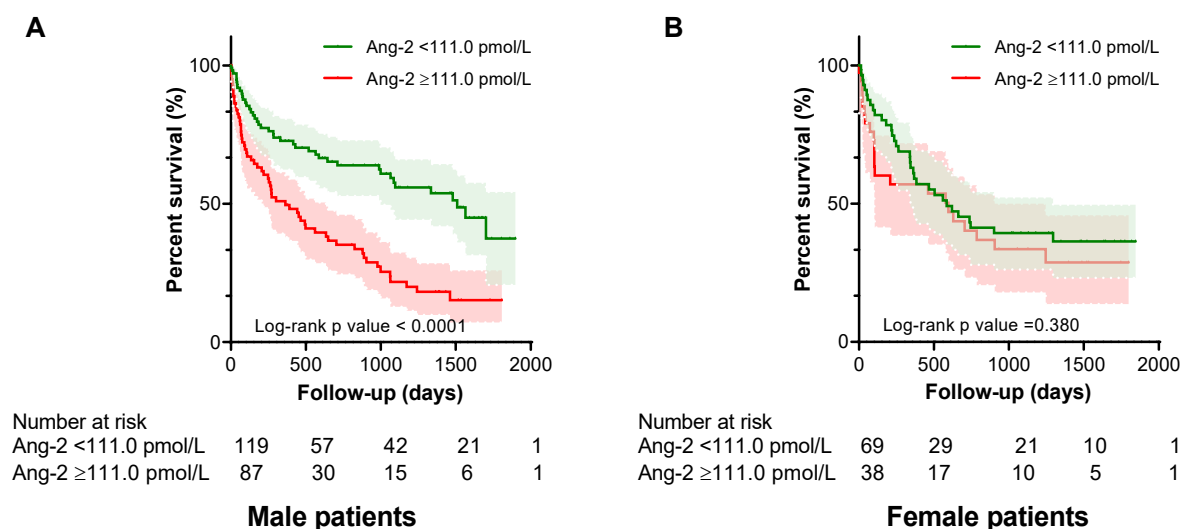 A
Ang-2 <111.0 pmol/L
Ang-2 ≥111.0 pmol/L
100
50
0
Percent survival (%)
Log-rank p value < 0.0001
0 500 1000 1500 2000
Follow-up (days)
Number at risk
Ang-2 <111.0 pmol/L 119 57 42 21 1
Ang-2 ≥111.0 pmol/L 87 30 15 6 1
Male patients
B
Ang-2 <111.0 pmol/L
Ang-2 ≥111.0 pmol/L
100
50
0
Percent survival (%)
Log-rank p value =0.380
0 500 1000 1500 2000
Follow-up (days)
Number at risk
Ang-2 <111.0 pmol/L 69 29 21 10 1
Ang-2 ≥111.0 pmol/L 38 17 10 5 1
Female patients